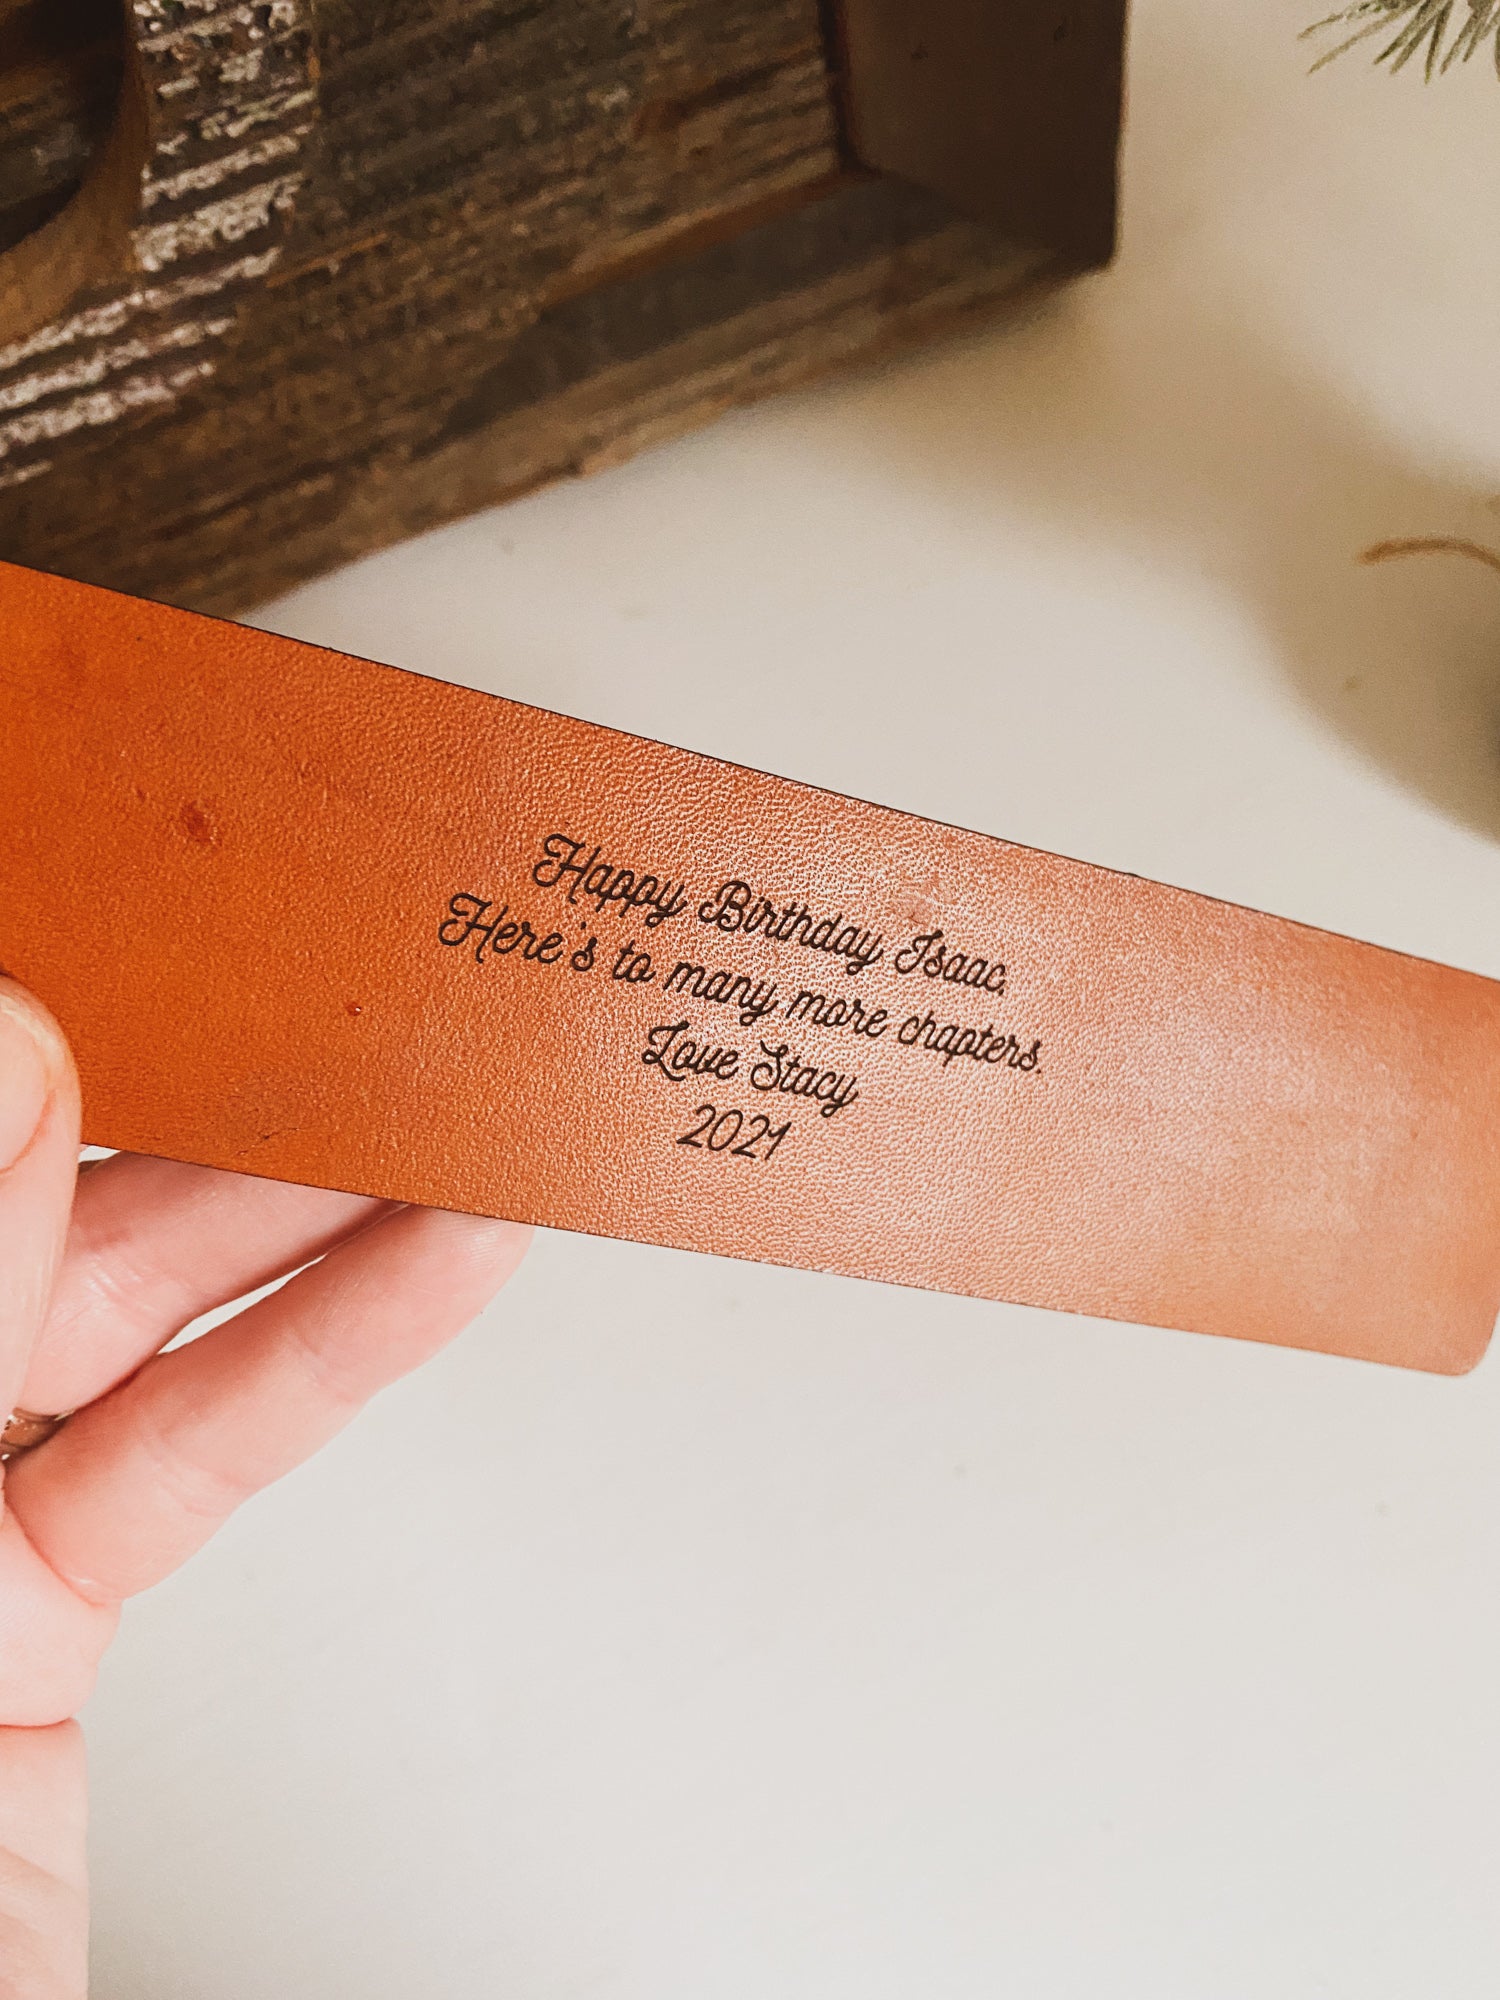 Happy Birthday Isaac.
Here's to many more chapters.
Love Stacy
2021